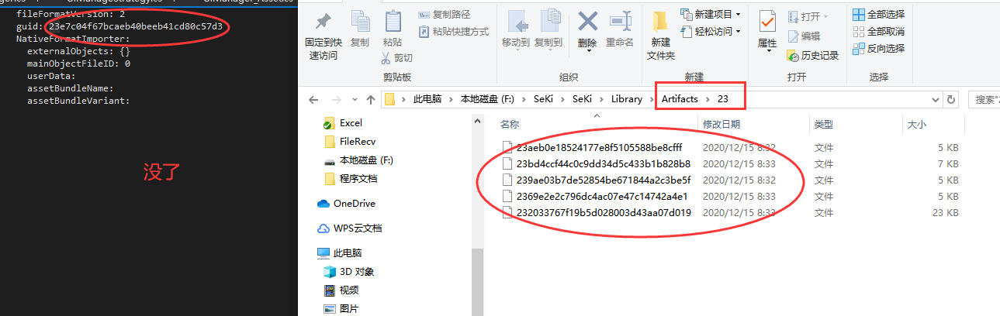 fileFormatVersion: 2
guid: 23e7c04f67bcaeb40beeb41cd80c57d3
NativeFormatImporter:
externalObjects: {}
mainObjectFileID: 0
userData:
assetBundleName:
assetBundleVariant:
没了
固定到快速访问
复制
粘贴
复制路径
粘贴快捷方式
剪切
剪贴板
移动到
复制到
删除
重命名
组织
新建文件夹
新建项目
轻松访问
新建
属性
打开
编辑
历史记录
打开
全部选择
全部取消
反向选择
选择
此电脑 > 本地磁盘 (F:) > SeKi > SeKi > Library > Artifacts > 23
搜索"2
Excel
FileRecv
本地磁盘 (F:)
程序文档
OneDrive
WPS云文档
此电脑
3D 对象
视频
图片
名称 修改日期 类型 大小
23aeb0e18524177e8f5105588be8cfff 2020/12/15 8:32 文件 5 KB
23bd4ccf44c0c9dd34d5c433b1b828b8 2020/12/15 8:33 文件 7 KB
239ae03b7de52854be671844a2c3be5f 2020/12/15 8:32 文件 5 KB
2369e2e2c796dc4ac07e47c14742a4e1 2020/12/15 8:33 文件 5 KB
232033767f19b5d028003d43aa07d019 2020/12/15 8:33 文件 23 KB